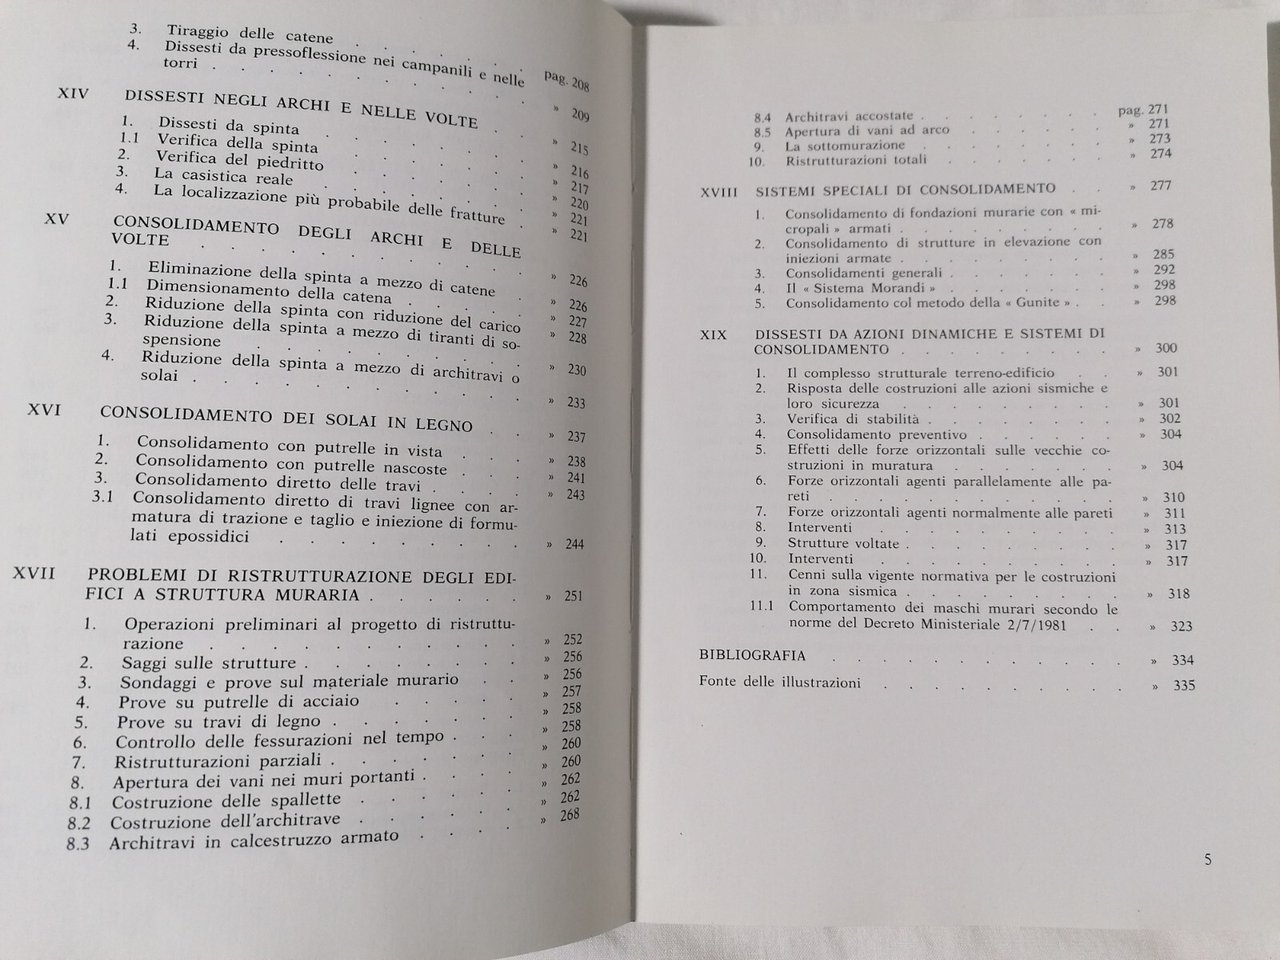 3. Tiraggio delle catene . . . . . pag. 208
4. Dissesti da pressoflessione nei campanili e nelle
torri . . . . . . . . . » 209
XIV DISSESTI NEGLI ARCHI E NELLE VOLTE . . » 215
1. Dissesti da spinta . . . . . » 216
1.1 Verifica della spinta . . . . . » 217
2. Verifica del piedritto . . . . . » 220
3. La casistica reale . . . . . » 221
4. La localizzazione più probabile delle fratture . » 221
XV CONSOLIDAMENTO DEGLI ARCHI E DELLE
VOLTE . . . . . . . . . » 226
1. Eliminazione della spinta a mezzo di catene . » 226
1.1 Dimensionamento della catena . . . . » 227
2. Riduzione della spinta con riduzione del carico » 228
3. Riduzione della spinta a mezzo di tiranti di so-
spensione . . . . . . . » 230
4. Riduzione della spinta a mezzo di architravi o
solai . . . . . . . . » 233
XVI CONSOLIDAMENTO DEI SOLAI IN LEGNO . . » 237
1. Consolidamento con putrelle in vista . . » 238
2. Consolidamento con putrelle nascoste . . » 241
3. Consolidamento diretto delle travi . . . » 243
3.1 Consolidamento diretto di travi lignee con ar-
matura di trazione e taglio e iniezione di formu-
lati epossidici . . . . . . . » 244
XVII PROBLEMI DI RISTRUTTURAZIONE DEGLI EDI-
FICI A STRUTTURA MURARIA . . . . . » 251
1. Operazioni preliminari al progetto di ristruttu-
razione . . . . . . . . » 252
2. Saggi sulle strutture . . . . . . » 256
3. Sondaggi e prove sul materiale murario . . » 256
4. Prove su putrelle di acciaio . . . . » 257
5. Prove su travi di legno . . . . . » 258
6. Controllo delle fessurazioni nel tempo . . . » 258
7. Ristrutturazioni parziali . . . . . » 260
8. Apertura dei vani nei muri portanti . . . » 260
8.1 Costruzione delle spallette . . . . » 262
8.2 Costruzione dell'architrave . . . . » 262
8.3 Architravi in calcestruzzo armato . . . » 268
8.4 Architravi accostate . . . . . . pag. 271
8.5 Apertura di vani ad arco . . . . . » 271
9. La sottomurazione . . . . . . » 273
10. Ristrutturazioni totali . . . . . » 274
XVIII SISTEMI SPECIALI DI CONSOLIDAMENTO . . » 277
1. Consolidamento di fondazioni murarie con « mi-
cropali » armati . . . . . . . » 278
2. Consolidamento di strutture in elevazione con
iniezioni armate . . . . . . . » 285
3. Consolidamenti generali . . . . . » 292
4. Il « Sistema Morandi » . . . . . » 298
5. Consolidamento col metodo della « Gunite » . . » 298
XIX DISSESTI DA AZIONI DINAMICHE E SISTEMI DI
CONSOLIDAMENTO . . . . . . . . » 300
1. Il complesso strutturale terreno-edificio . . » 301
2. Risposta delle costruzioni alle azioni sismiche e
loro sicurezza . . . . . . . » 301
3. Verifica di stabilità . . . . . . » 302
4. Consolidamento preventivo . . . . . » 304
5. Effetti delle forze orizzontali sulle vecchie co-
struzioni in muratura . . . . . . » 304
6. Forze orizzontali agenti parallelamente alle pa-
reti . . . . . . . . . » 310
7. Forze orizzontali agenti normalmente alle pareti » 311
8. Interventi . . . . . . . » 313
9. Strutture voltate . . . . . . . » 317
10. Interventi . . . . . . . » 317
11. Cenni sulla vigente normativa per le costruzioni
in zona sismica . . . . . . . » 318
11.1 Comportamento dei maschi murari secondo le
norme del Decreto Ministeriale 2/7/1981 . . » 323
BIBLIOGRAFIA . . . . . . . . . . » 334
Fonte delle illustrazioni . . . . . . . . » 335
5